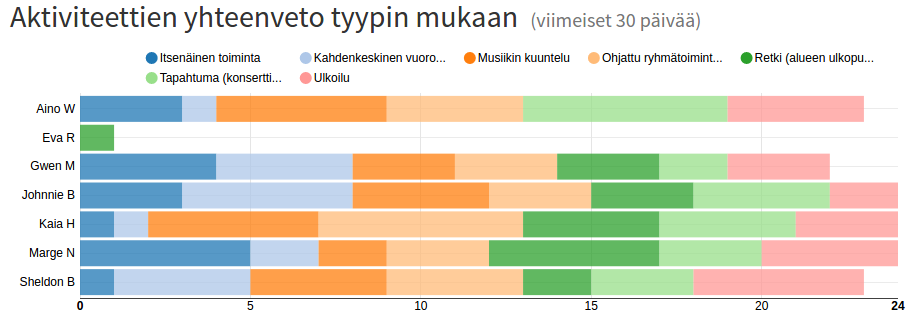 Aktiviteettien yhteenveto tyypin mukaan (viimeiset 30 päivää)
Itsenäinen toiminta Kahdenkeskinen vuoro... Musiikin kuuntelu Ohjattu ryhmätoimint... Retki (alueen ulkopu...
Tapahtuma (konsertti... Ulkoilu
Aino W
Eva R
Gwen M
Johnnie B
Kaia H
Marge N
Sheldon B
0 5 10 15 20 24